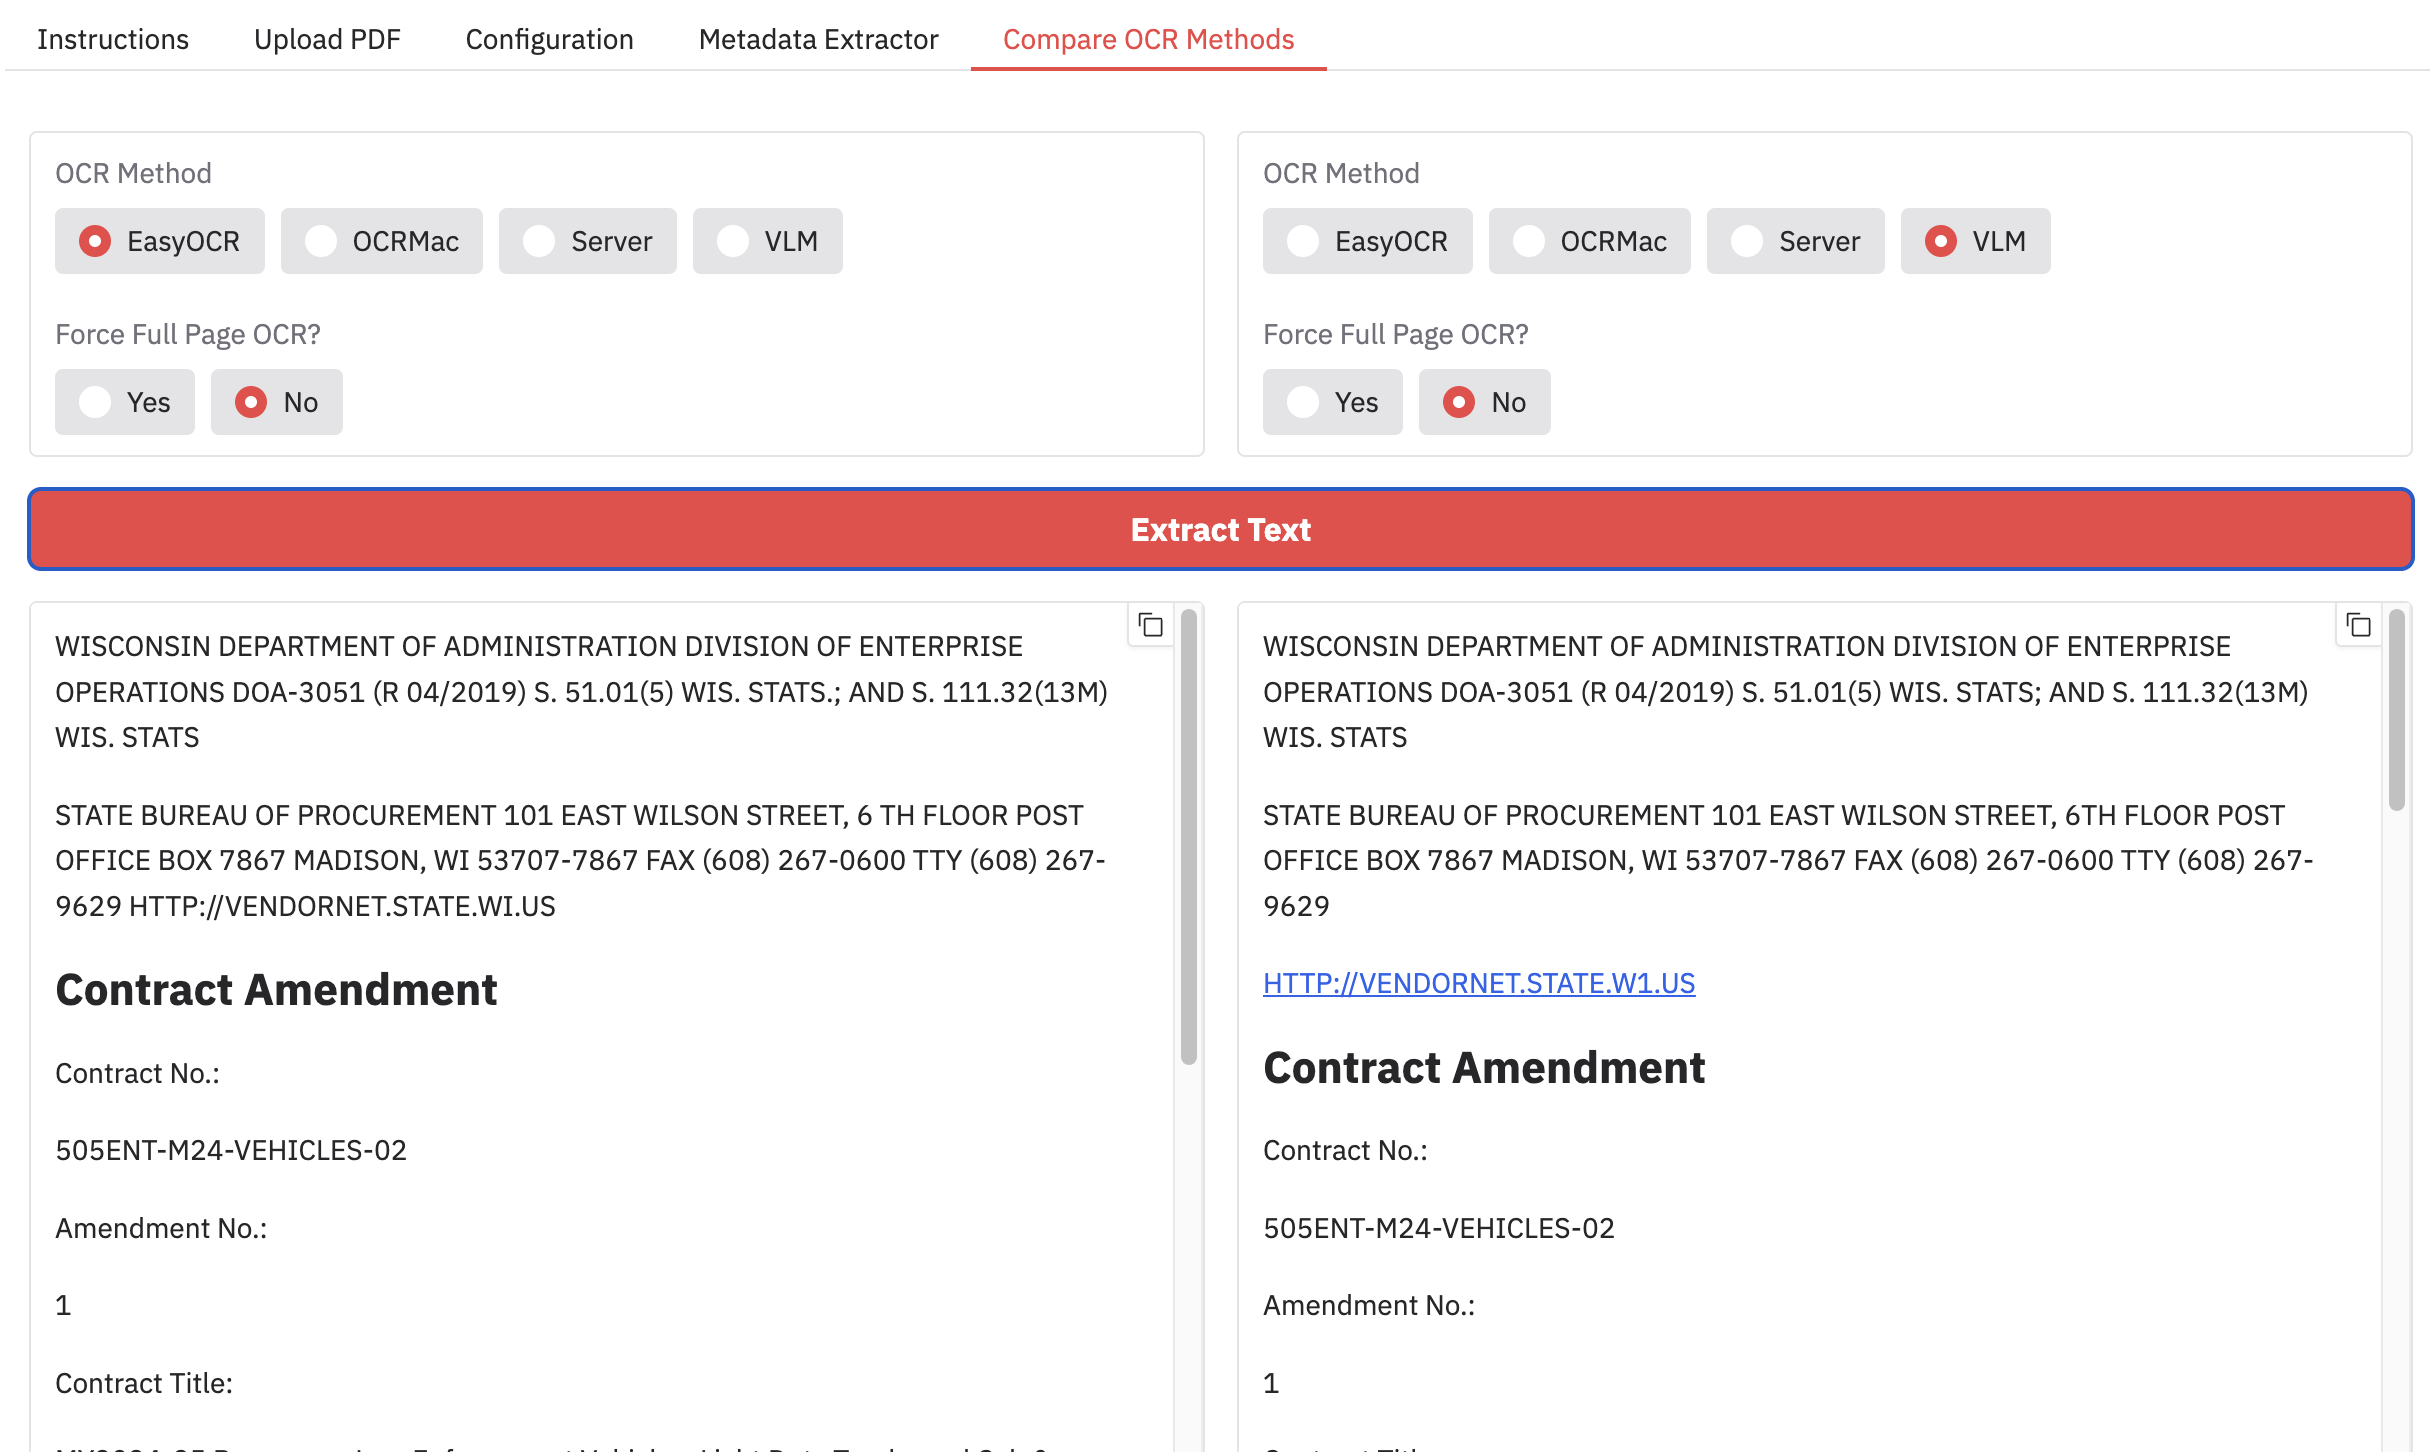 Instructions Upload PDF Configuration Metadata Extractor Compare OCR Methods
OCR Method
EasyOCR OCRMac Server VLM
Force Full Page OCR?
Yes No
OCR Method
EasyOCR OCRMac Server VLM
Force Full Page OCR?
Yes No
Extract Text
WISCONSIN DEPARTMENT OF ADMINISTRATION DIVISION OF ENTERPRISE
OPERATIONS DOA-3051 (R 04/2019) S. 51.01(5) WIS. STATS.; AND S. 111.32(13M)
WIS. STATS
STATE BUREAU OF PROCUREMENT 101 EAST WILSON STREET, 6 TH FLOOR POST
OFFICE BOX 7867 MADISON, WI 53707-7867 FAX (608) 267-0600 TTY (608) 267-
9629 HTTP://VENDORNET.STATE.WI.US
Contract Amendment
Contract No.:
505ENT-M24-VEHICLES-02
Amendment No.:
1
Contract Title:
WISCONSIN DEPARTMENT OF ADMINISTRATION DIVISION OF ENTERPRISE
OPERATIONS DOA-3051 (R 04/2019) S. 51.01(5) WIS. STATS; AND S. 111.32(13M)
WIS. STATS
STATE BUREAU OF PROCUREMENT 101 EAST WILSON STREET, 6TH FLOOR POST
OFFICE BOX 7867 MADISON, WI 53707-7867 FAX (608) 267-0600 TTY (608) 267-
9629
HTTP://VENDORNET.STATE.W1.US
Contract Amendment
Contract No.:
505ENT-M24-VEHICLES-02
Amendment No.:
1